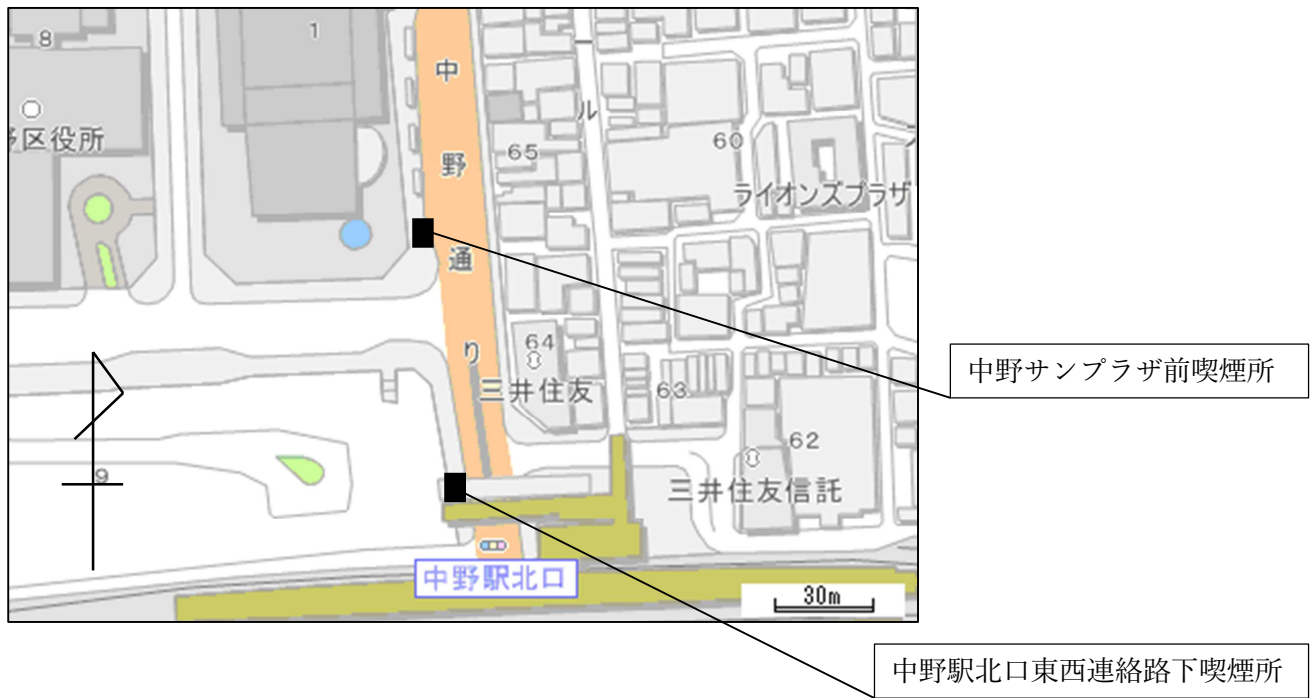 8
1
中野通り
野区役所
65
ール
60
ライオンズプラザ
64
三井住友
63
62
三井住友信託
9
中野駅北口
30m
中野サンプラザ前喫煙所
中野駅北口東西連絡路下喫煙所